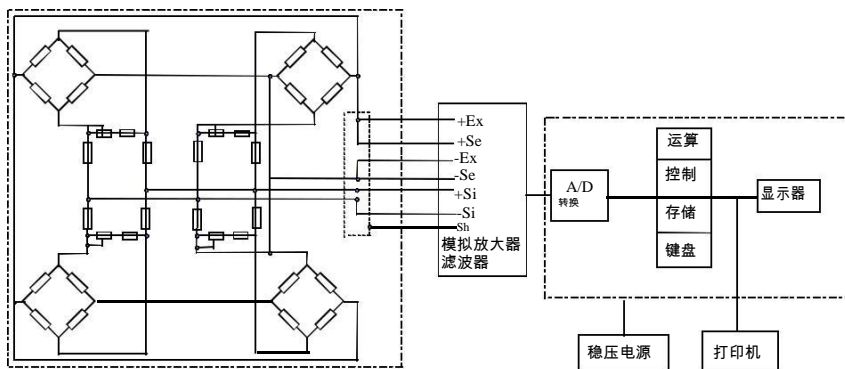 +Ex
+Se
-Ex
-Se
+Si
-Si
Sh
模拟放大器
滤波器
A/D
转换
运算
控制
存储
键盘
显示器
稳压电源
打印机